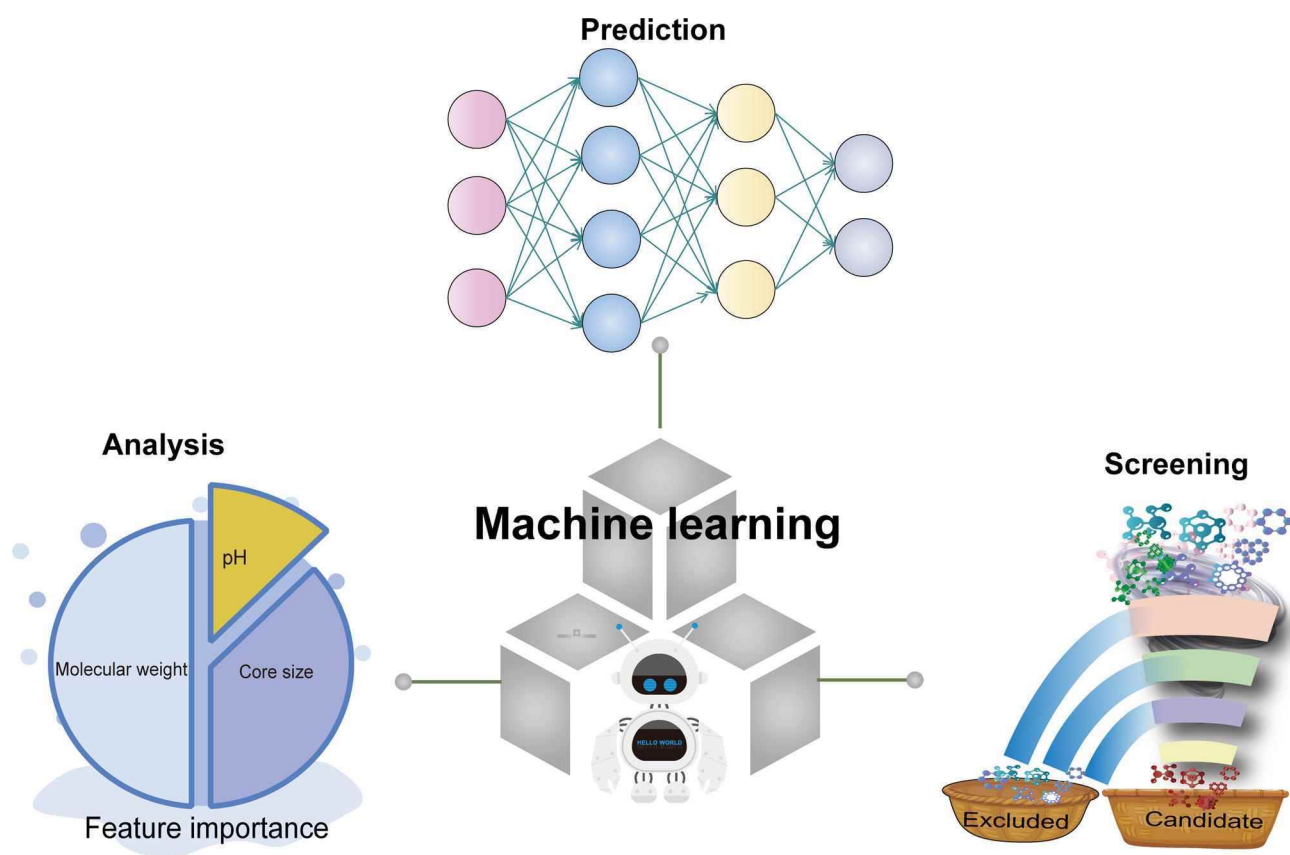 Prediction
Analysis
Screening
Machine learning
pH
Molecular weight
Core size
HELLO WORLD
Feature importance
Excluded
Candidate